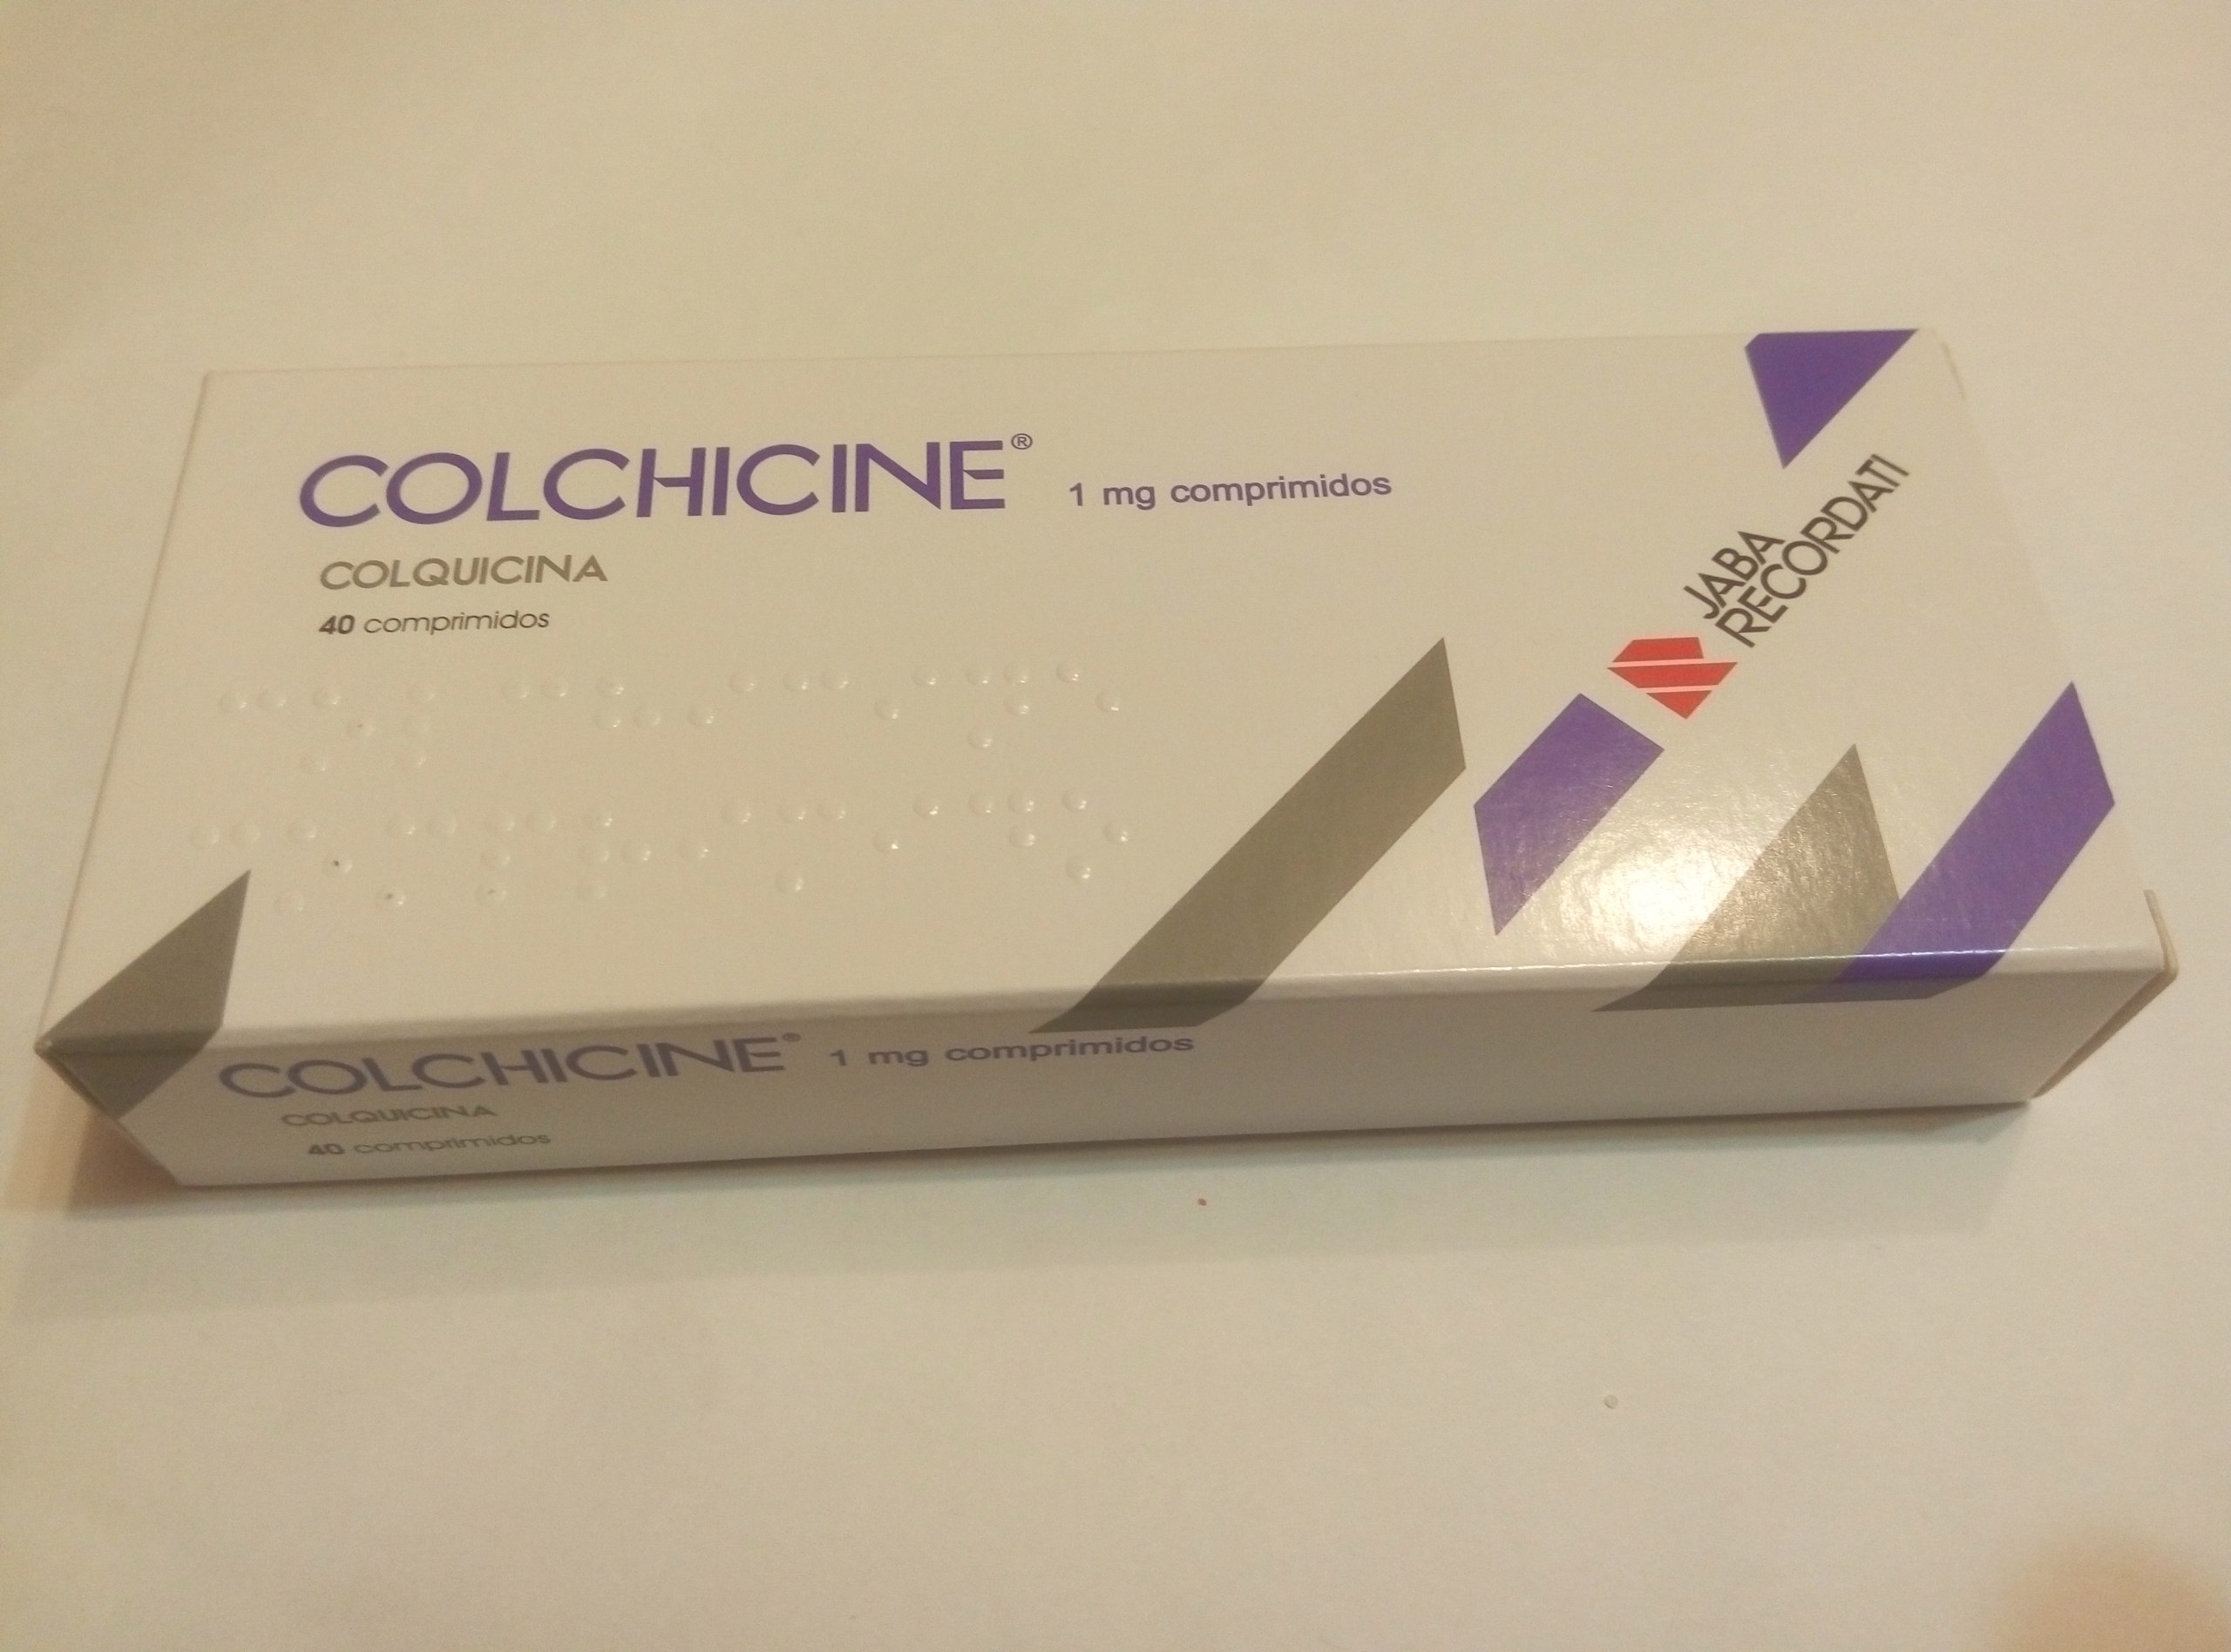 COLCHICINE® 1 mg comprimidos
COLQUICINA
40 comprimidos
JABA
RECORDATI
COLCHICINE® 1 mg comprimidos
COLQUICINA
40 comprimidos